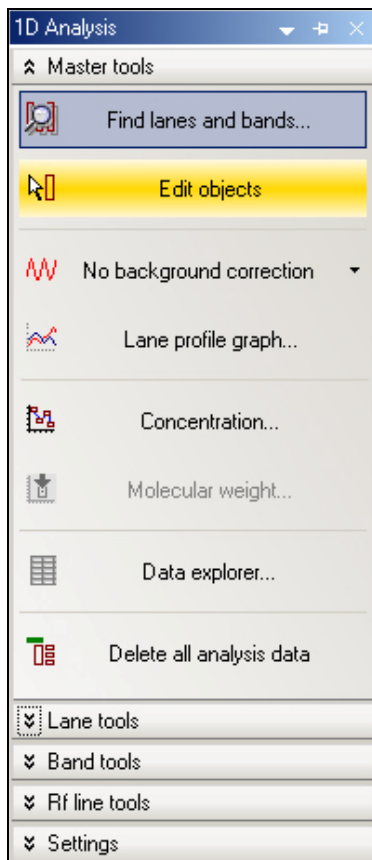 1D Analysis
Master tools
Find lanes and bands...
Edit objects
No background correction
Lane profile graph...
Concentration...
Molecular weight...
Data explorer...
Delete all analysis data
Lane tools
Band tools
Rf line tools
Settings